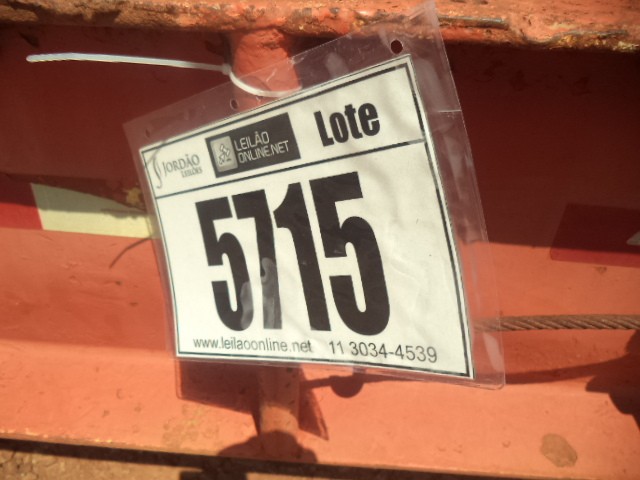 JORDÃO
LEILÕES
LEILÃO
ONLINE.NET
Lote
5715
www.leilaoonline.net 11 3034-4539